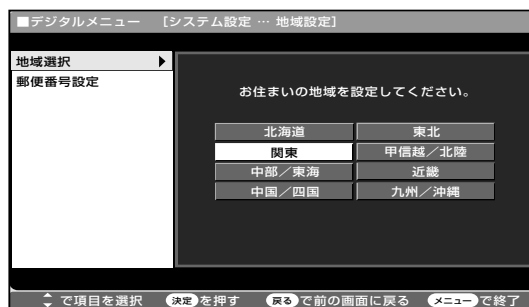 ■デジタルメニュー [システム設定 … 地域設定]
地域選択
郵便番号設定
お住まいの地域を設定してください。
北海道 東北
関東 甲信越／北陸
中部／東海 近畿
中国／四国 九州／沖縄
で項目を選択 決定を押す 戻るで前の画面に戻る メニューで終了